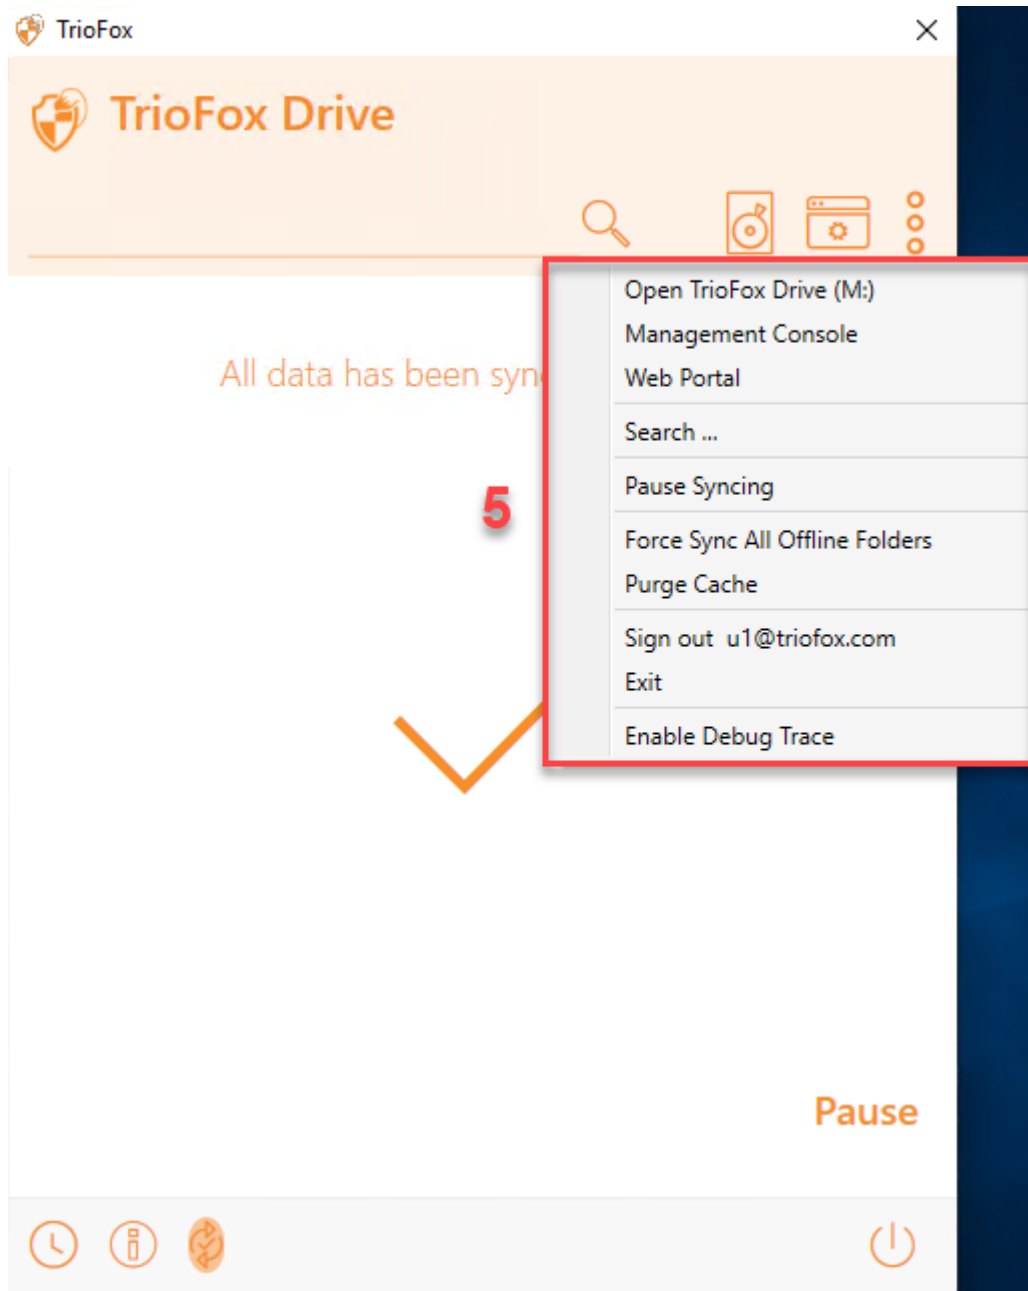 TrioFox
TrioFox Drive
Open TrioFox Drive (M:)
Management Console
All data has been syn
Web Portal
Search ...
5
Pause Syncing
Force Sync All Offline Folders
Purge Cache
Sign out u1@triofox.com
Exit
Enable Debug Trace
Pause